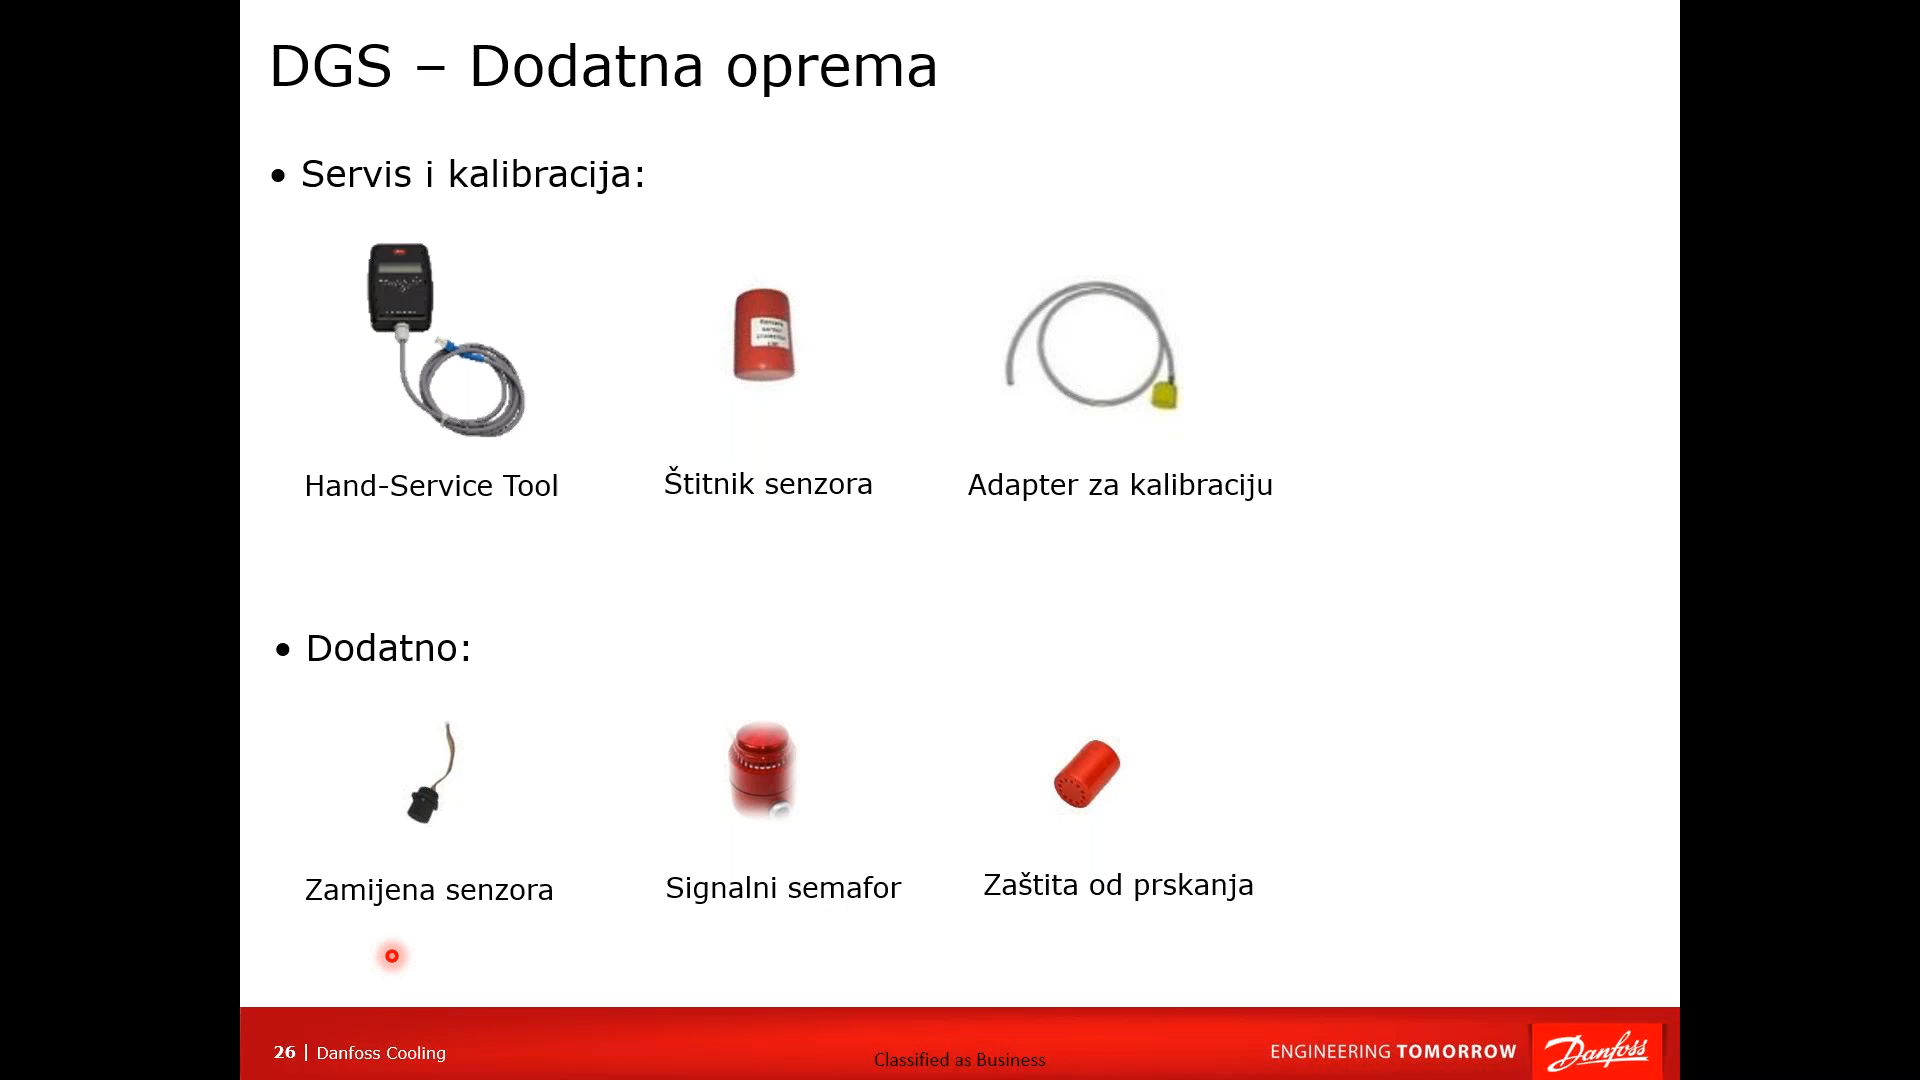 DGS – Dodatna oprema
• Servis i kalibracija:
Hand-Service Tool
Štitnik senzora
Adapter za kalibraciju
• Dodatno:
Zamijena senzora
Signalni semafor
Zaštita od prskanja
26 | Danfoss Cooling
Classified as Business
ENGINEERING TOMORROW
Danfoss